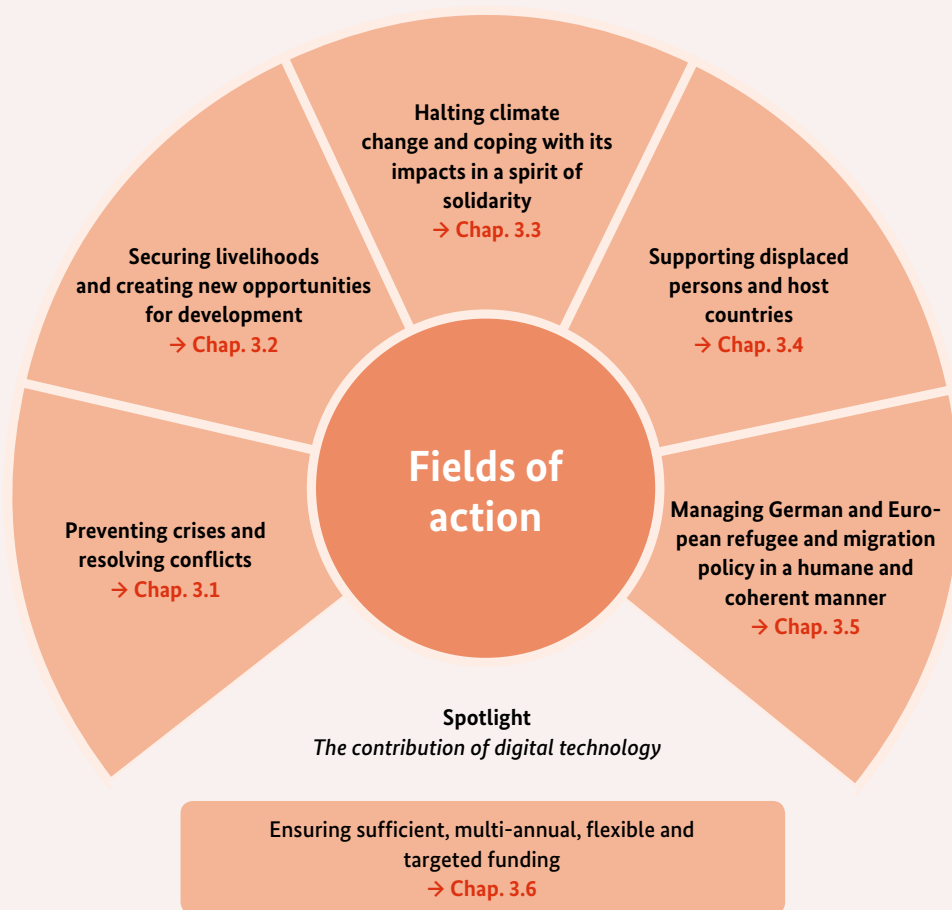 Halting climate
change and coping with its
impacts in a spirit of
solidarity
→ Chap. 3.3
Securing livelihoods
and creating new opportunities
for development
→ Chap. 3.2
Supporting displaced
persons and host
countries
→ Chap. 3.4
Fields of
action
Preventing crises and
resolving conflicts
→ Chap. 3.1
Managing German and Euro-
pean refugee and migration
policy in a humane and
coherent manner
→ Chap. 3.5
Spotlight
The contribution of digital technology
Ensuring sufficient, multi-annual, flexible and
targeted funding
→ Chap. 3.6